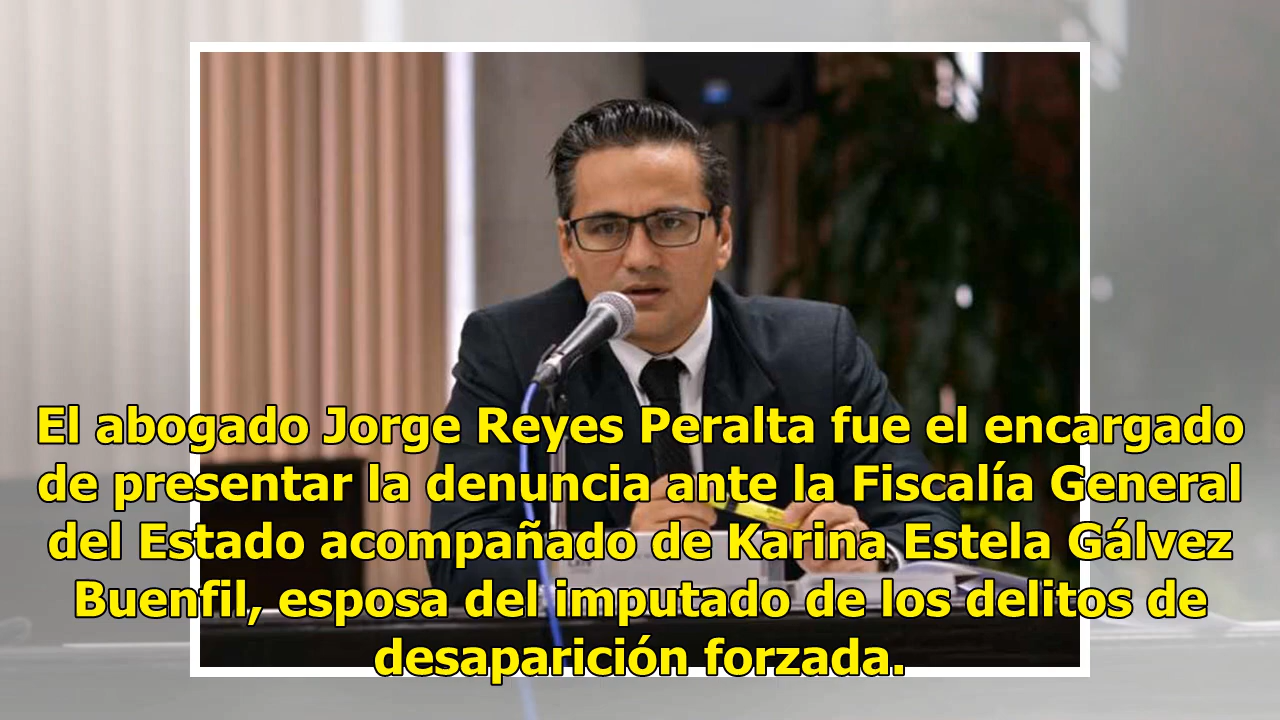 El abogado Jorge Reyes Peralta fue el encargado
de presentar la denuncia ante la Fiscalía General
del Estado acompañado de Karina Estela Gálvez
Buenfil, esposa del imputado de los delitos de
desaparición forzada.